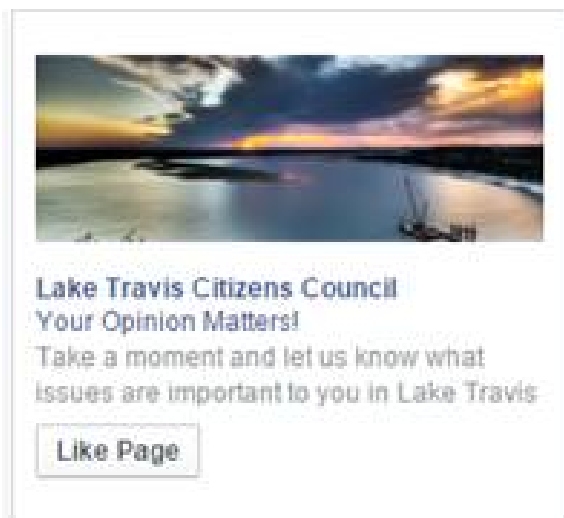 Lake Travis Citizens Council
Your Opinion Matters!
Take a moment and let us know what
issues are important to you in Lake Travis
Like Page